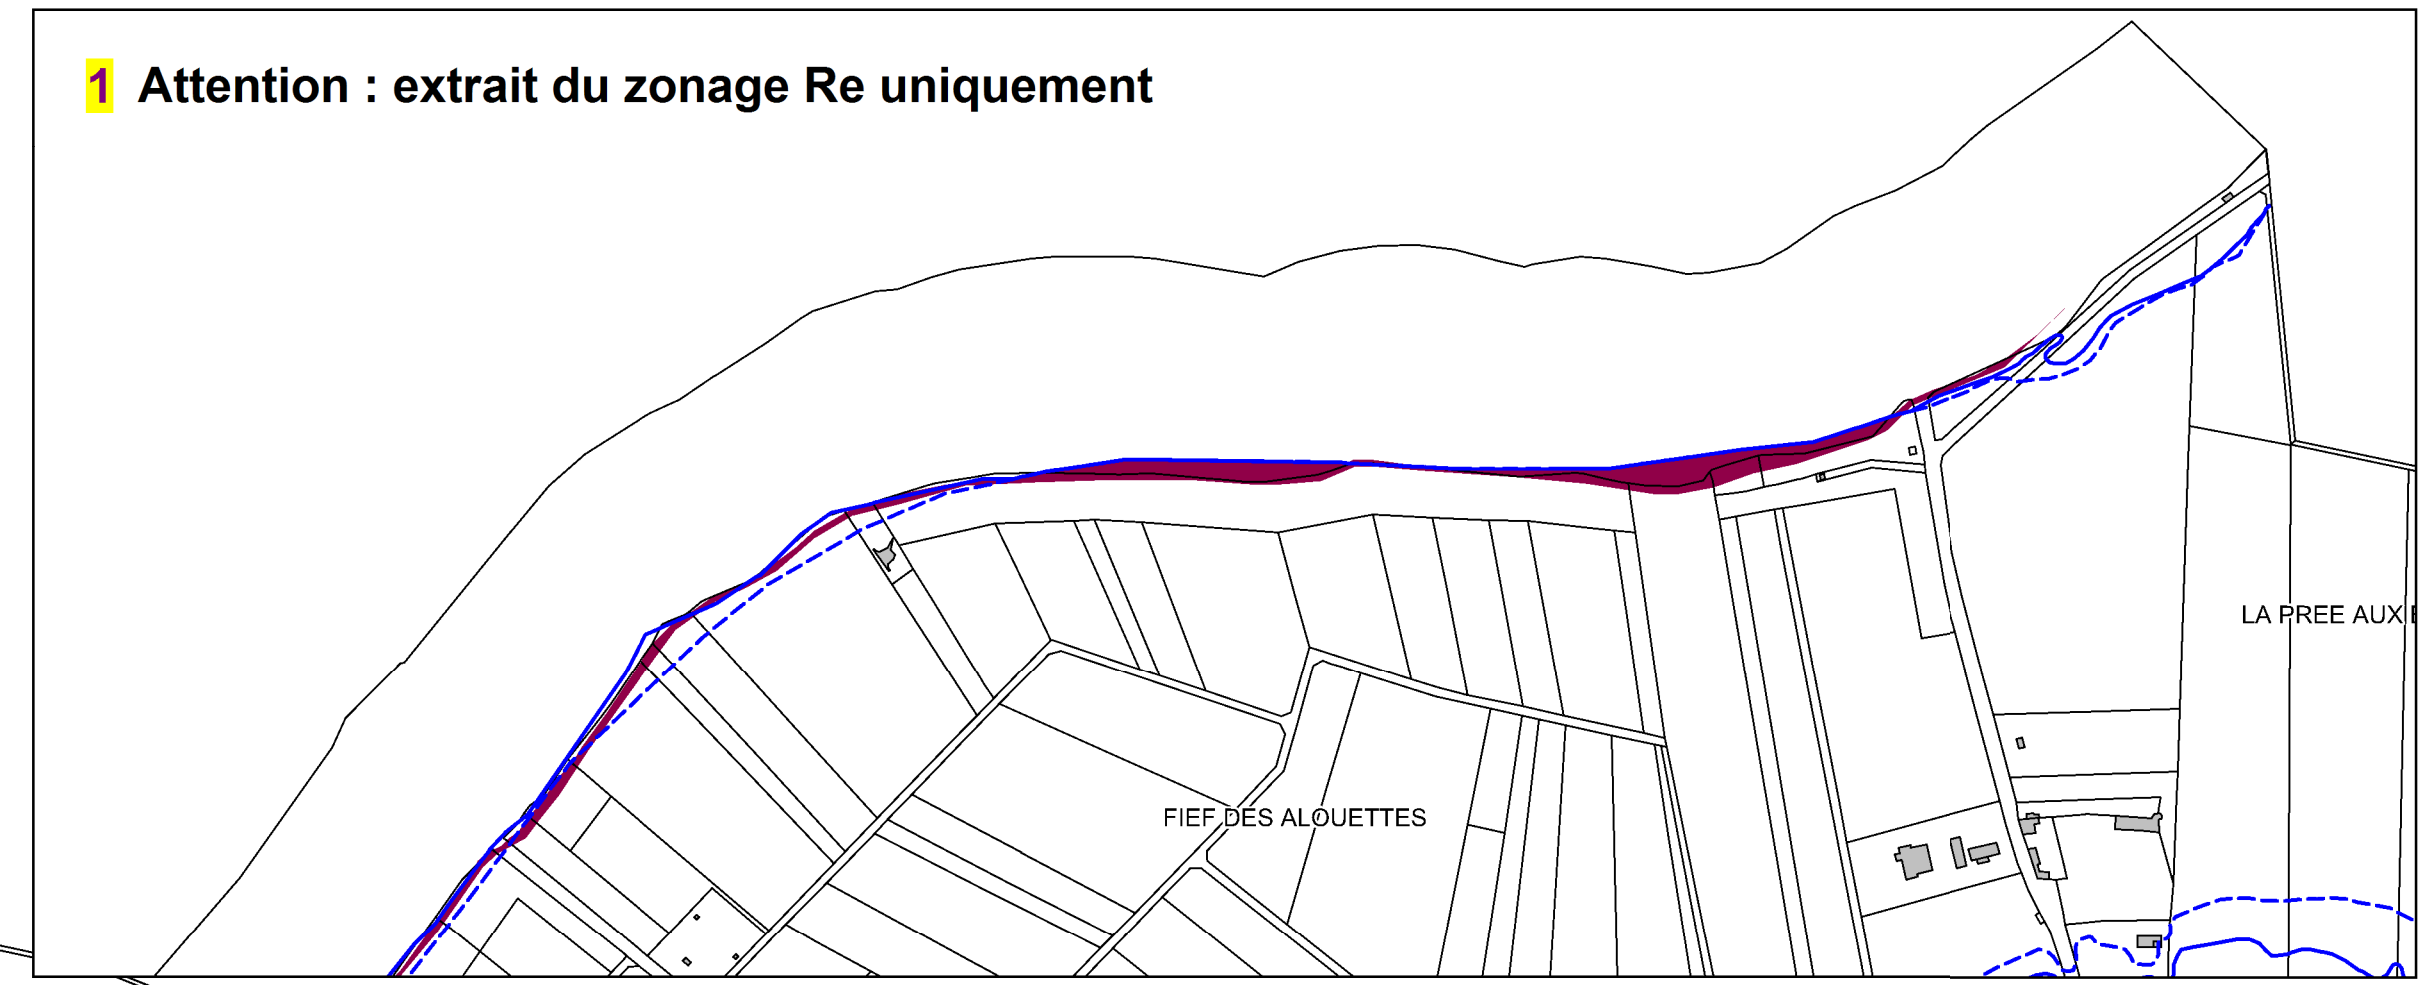 1 Attention : extrait du zonage Re uniquement
LA PREE AUX
FIEF DES ALOUETTES